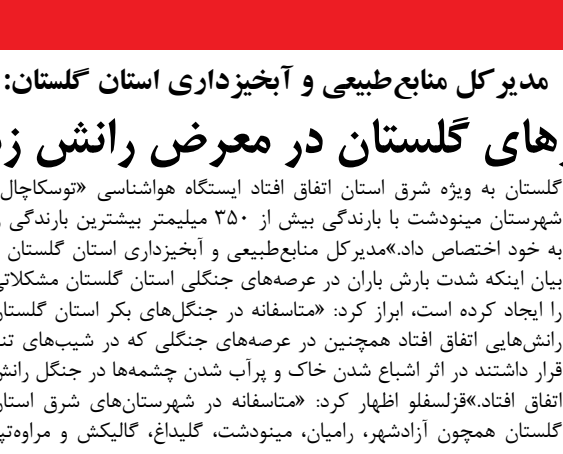 مدیر کل منابع طبیعی و آبخیزداری استان گلستان:
های گلستان در معرض رانش
گلستان به ویژه شرق استان اتفاق افتاد ایستگاه هواشناسی «توسکاچال
شهرستان مینودشت با بارندگی بیش از ۳۵۰ میلیمتر بیشترین بارندگی
به خود اختصاص داد.»مدیرکل منابع‌طبیعی و آبخیزداری استان گلستان
بیان اینکه شدت بارش باران در عرصه‌های جنگلی استان گلستان مشکلاتی
را ایجاد کرده است، ابراز کرد: «متاسفانه در جنگل‌های بکر استان گلستان
رانش‌هایی اتفاق افتاد همچنین در عرصه‌های جنگلی که در شیب‌های تند
قرار داشتند در اثر اشباع شدن خاک و پرآب شدن چشمه‌ها در جنگل رانش
اتفاق افتاد.»قزلسفلو اظهار کرد: «متاسفانه در شهرستان‌های شرق استان
گلستان همچون آزادشهر، رامیان، مینودشت، گلیداغ، گالیکش و مراوه‌تپه